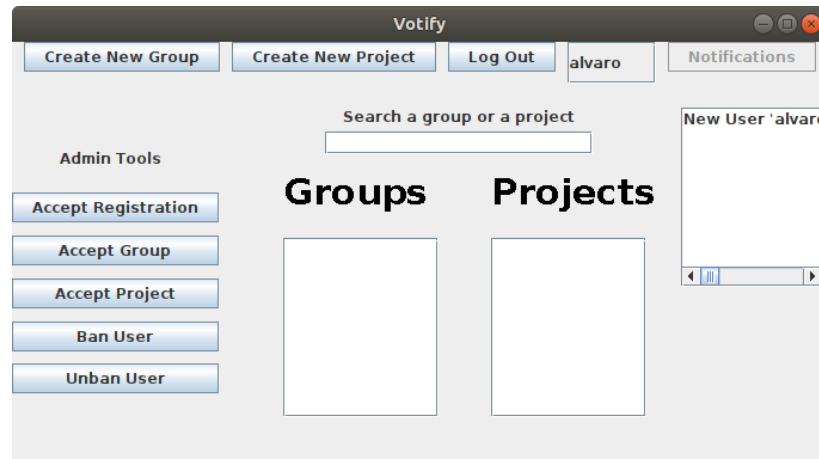 Votify
Create New Group
Create New Project
Log Out
alvaro
Notifications
Search a group or a project
New User 'alvaro
Admin Tools
Groups
Projects
Accept Registration
Accept Group
Accept Project
Ban User
Unban User